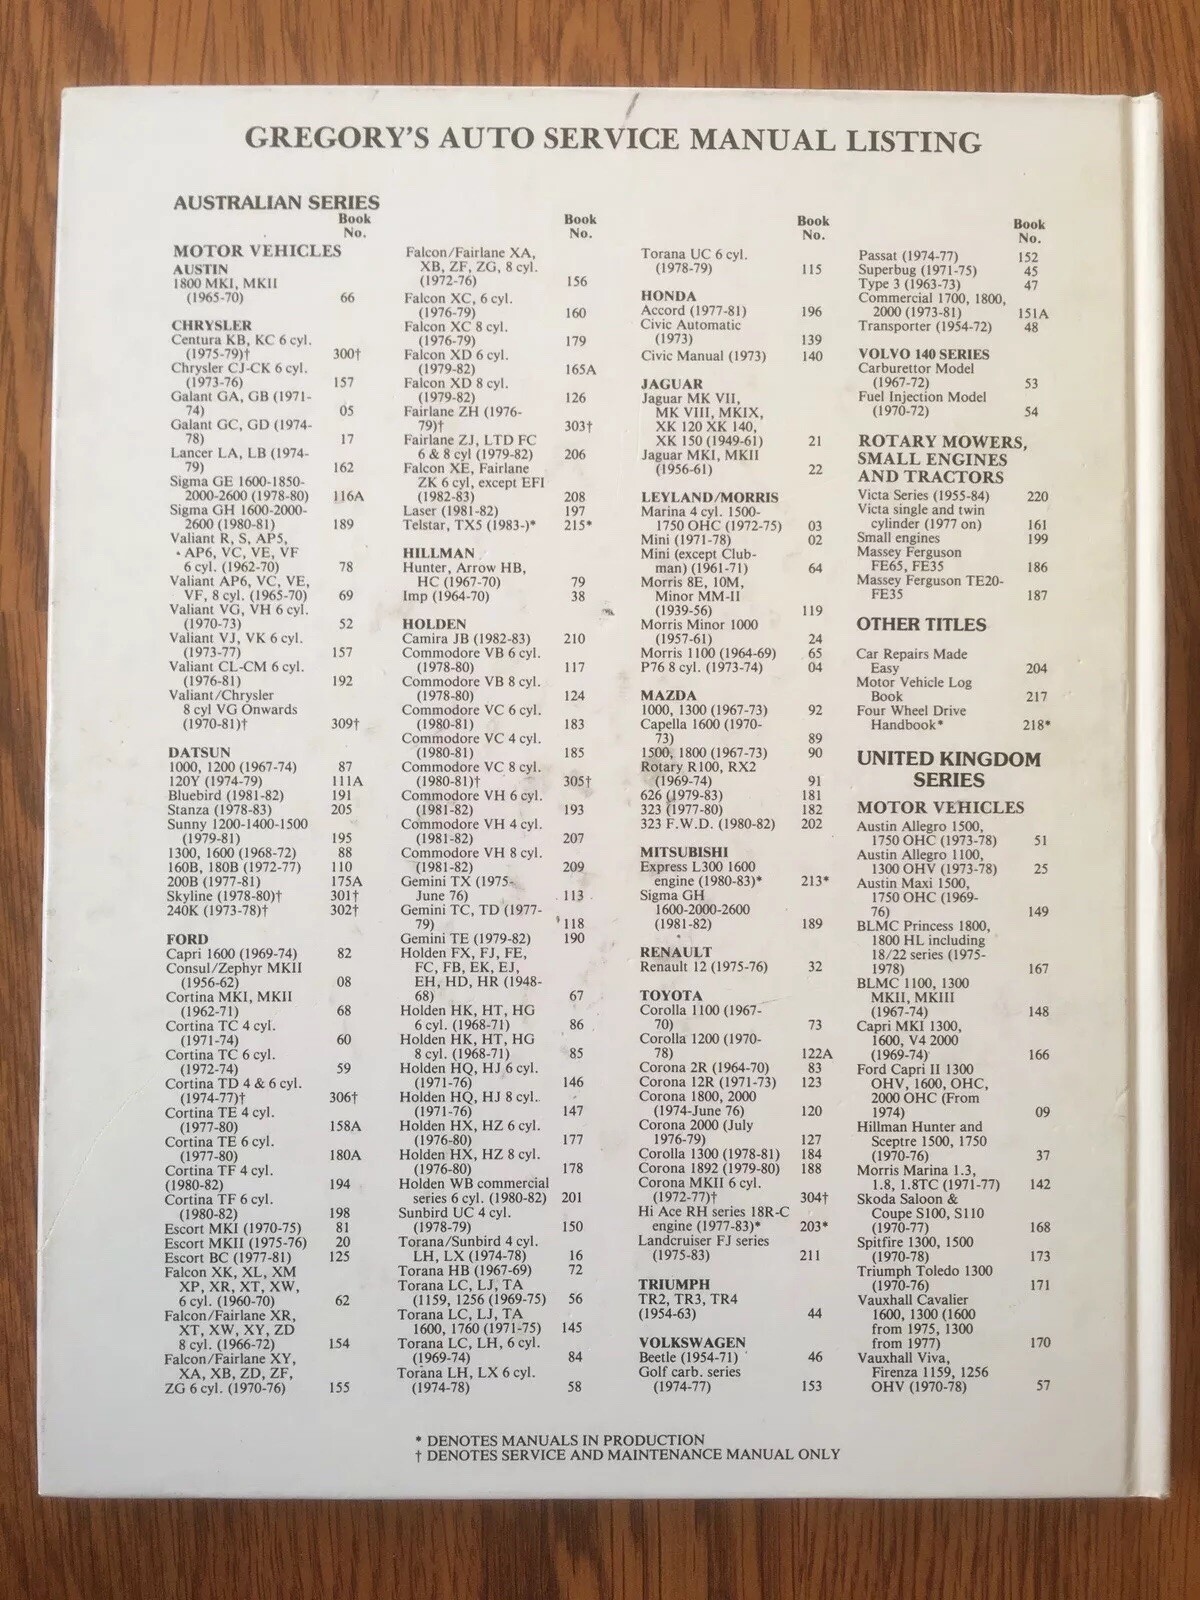 GREGORY'S AUTO SERVICE MANUAL LISTING
AUSTRALIAN SERIES
Book
No.
MOTOR VEHICLES
AUSTIN
1800 MKI, MKII
(1965-70) 66
CHRYSLER
Centura KB, KC 6 cyl.
(1975-79)† 300†
Chrysler CJ-CK 6 cyl.
(1973-76) 157
Galant GA, GB (1971-
74) 05
Galant GC, GD (1974-
78) 17
Lancer LA, LB (1974-
79) 162
Sigma GE 1600-1850-
2000-2600 (1978-80) 116A
Sigma GH 1600-2000-
2600 (1980-81) 189
Valiant R, S, AP5,
AP6, VC, VE, VF
6 cyl. (1962-70) 78
Valiant AP6, VC, VE,
VF, 8 cyl. (1965-70) 69
Valiant VG, VH 6 cyl.
(1970-73) 52
Valiant VJ, VK 6 cyl.
(1973-77) 157
Valiant CL-CM 6 cyl.
(1976-81) 192
Valiant/Chrysler
8 cyl VG Onwards
(1970-81)† 309†
DATSUN
1000, 1200 (1967-74) 87
120Y (1974-79) 111A
Bluebird (1981-82) 191
Stanza (1978-83) 205
Sunny 1200-1400-1500
(1979-81) 195
1300, 1600 (1968-72) 88
160B, 180B (1972-77) 110
200B (1977-81) 175A
Skyline (1978-80)† 301†
240K (1973-78)† 302†
FORD
Capri 1600 (1969-74) 82
Consul/Zephyr MKII
(1956-62) 08
Cortina MKI, MKII
(1962-71) 68
Cortina TC 4 cyl.
(1971-74) 60
Cortina TC 6 cyl.
(1972-74) 59
Cortina TD 4 & 6 cyl.
(1974-77)† 306†
Cortina TE 4 cyl.
(1977-80) 158A
Cortina TE 6 cyl.
(1977-80) 180A
Cortina TF 4 cyl.
(1980-82) 194
Cortina TF 6 cyl.
(1980-82) 198
Escort MKI (1970-75) 81
Escort MKII (1975-76) 20
Escort BC (1977-81) 125
Falcon XK, XL, XM
XP, XR, XT, XW,
6 cyl. (1960-70) 62
Falcon/Fairlane XR,
XT, XW, XY, ZD
8 cyl. (1966-72) 154
Falcon/Fairlane XY,
XA, XB, ZD, ZF,
ZG 6 cyl. (1970-76) 155
Book
No.
Falcon/Fairlane XA,
XB, ZF, ZG, 8 cyl.
(1972-76) 156
Falcon XC, 6 cyl.
(1976-79) 160
Falcon XC 8 cyl.
(1976-79) 179
Falcon XD 6 cyl.
(1979-82) 165A
Falcon XD 8 cyl.
(1979-82) 126
Fairlane ZH (1976-
79)† 303†
Fairlane ZJ, LTD FC
6 & 8 cyl (1979-82) 206
Falcon XE, Fairlane
ZK 6 cyl, except EFI
(1982-83) 208
Laser (1981-82) 197
Telstar, TX5 (1983-)* 215*
HILLMAN
Hunter, Arrow HB,
HC (1967-70) 79
Imp (1964-70) 38
HOLDEN
Camira JB (1982-83) 210
Commodore VB 6 cyl.
(1978-80) 117
Commodore VB 8 cyl.
(1978-80) 124
Commodore VC 6 cyl.
(1980-81) 183
Commodore VC 4 cyl.
(1980-81) 185
Commodore VC 8 cyl.
(1980-81)† 305†
Commodore VH 6 cyl.
(1981-82) 193
Commodore VH 4 cyl.
(1981-82) 207
Commodore VH 8 cyl.
(1981-82) 209
Gemini TX (1975-
June 76) 113
Gemini TC, TD (1977-
79) 118
Gemini TE (1979-82) 190
Holden FX, FJ, FE,
FC, FB, EK, EJ,
EH, HD, HR (1948-
68) 67
Holden HK, HT, HG
6 cyl. (1968-71) 86
Holden HK, HT, HG
8 cyl. (1968-71) 85
Holden HQ, HJ 6 cyl.
(1971-76) 146
Holden HQ, HJ 8 cyl.
(1971-76) 147
Holden HX, HZ 6 cyl.
(1976-80) 177
Holden HX, HZ 8 cyl.
(1976-80) 178
Holden WB commercial
series 6 cyl. (1980-82) 201
Sunbird UC 4 cyl.
(1978-79) 150
Torana/Sunbird 4 cyl.
LH, LX (1974-78) 16
Torana HB (1967-69) 72
Torana LC, LJ, TA
(1159, 1256 (1969-75) 56
Torana LC, LJ, TA
1600, 1760 (1971-75) 145
Torana LC, LH, 6 cyl.
(1969-74) 84
Torana LH, LX 6 cyl.
(1974-78) 58
Book
No.
Torana UC 6 cyl.
(1978-79) 115
HONDA
Accord (1977-81) 196
Civic Automatic
(1973) 139
Civic Manual (1973) 140
JAGUAR
Jaguar MK VII,
MK VIII, MKIX,
XK 120 XK 140,
XK 150 (1949-61) 21
Jaguar MKI, MKII
(1956-61) 22
LEYLAND/MORRIS
Marina 4 cyl. 1500-
1750 OHC (1972-75) 03
Mini (1971-78) 02
Mini (except Club-
man) (1961-71) 64
Morris 8E, 10M,
Minor MM-II
(1939-56) 119
Morris Minor 1000
(1957-61) 24
Morris 1100 (1964-69) 65
P76 8 cyl. (1973-74) 04
MAZDA
1000, 1300 (1967-73) 92
Capella 1600 (1970-
73) 89
1500, 1800 (1967-73) 90
Rotary R100, RX2
(1969-74) 91
626 (1979-83) 181
323 (1977-80) 182
323 F.W.D. (1980-82) 202
MITSUBISHI
Express L300 1600
engine (1980-83)* 213*
Sigma GH
1600-2000-2600
(1981-82) 189
RENAULT
Renault 12 (1975-76) 32
TOYOTA
Corolla 1100 (1967-
70) 73
Corolla 1200 (1970-
78) 122A
Corona 2R (1964-70) 83
Corona 12R (1971-73) 123
Corona 1800, 2000
(1974-June 76) 120
Corona 2000 (July
1976-79) 127
Corolla 1300 (1978-81) 184
Corona 1892 (1979-80) 188
Corona MKII 6 cyl.
(1972-77)† 304†
Hi Ace RH series 18R-C
engine (1977-83)* 203*
Landcruiser FJ series
(1975-83) 211
TRIUMPH
TR2, TR3, TR4
(1954-63) 44
VOLKSWAGEN
Beetle (1954-71) 46
Golf carb. series
(1974-77) 153
Book
No.
Passat (1974-77) 152
Superbug (1971-75) 45
Type 3 (1963-73) 47
Commercial 1700, 1800,
2000 (1973-81) 151A
Transporter (1954-72) 48
VOLVO 140 SERIES
Carburettor Model
(1967-72) 53
Fuel Injection Model
(1970-72) 54
ROTARY MOWERS,
SMALL ENGINES
AND TRACTORS
Victa Series (1955-84) 220
Victa single and twin
cylinder (1977 on) 161
Small engines 199
Massey Ferguson
FE65, FE35 186
Massey Ferguson TE20-
FE35 187
OTHER TITLES
Car Repairs Made
Easy 204
Motor Vehicle Log
Book 217
Four Wheel Drive
Handbook* 218*
UNITED KINGDOM
SERIES
MOTOR VEHICLES
Austin Allegro 1500,
1750 OHC (1973-78) 51
Austin Allegro 1100,
1300 OHV (1973-78) 25
Austin Maxi 1500,
1750 OHC (1969-
76) 149
BLMC Princess 1800,
1800 HL including
18/22 series (1975-
1978) 167
BLMC 1100, 1300
MKII, MKIII
(1967-74) 148
Capri MKI 1300,
1600, V4 2000
(1969-74) 166
Ford Capri II 1300
OHV, 1600, OHC,
2000 OHC (From
1974) 09
Hillman Hunter and
Sceptre 1500, 1750
(1970-76) 37
Morris Marina 1.3,
1.8, 1.8TC (1971-77) 142
Skoda Saloon &
Coupe S100, S110
(1970-77) 168
Spitfire 1300, 1500
(1970-78) 173
Triumph Toledo 1300
(1970-76) 171
Vauxhall Cavalier
1600, 1300 (1600
from 1975, 1300
from 1977) 170
Vauxhall Viva,
Firenza 1159, 1256
OHV (1970-78) 57
* DENOTES MANUALS IN PRODUCTION
† DENOTES SERVICE AND MAINTENANCE MANUAL ONLY